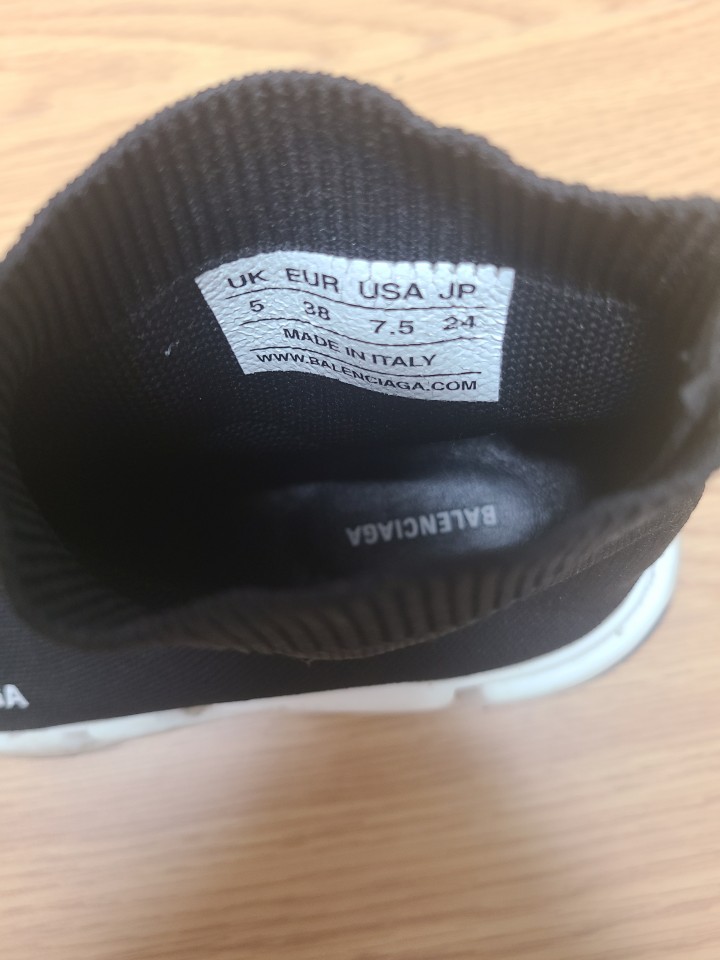 UK EUR USA JP
5 38 7.5 24
MADE IN ITALY
WWW.BALENCIAGA.COM
BALENCIAGA